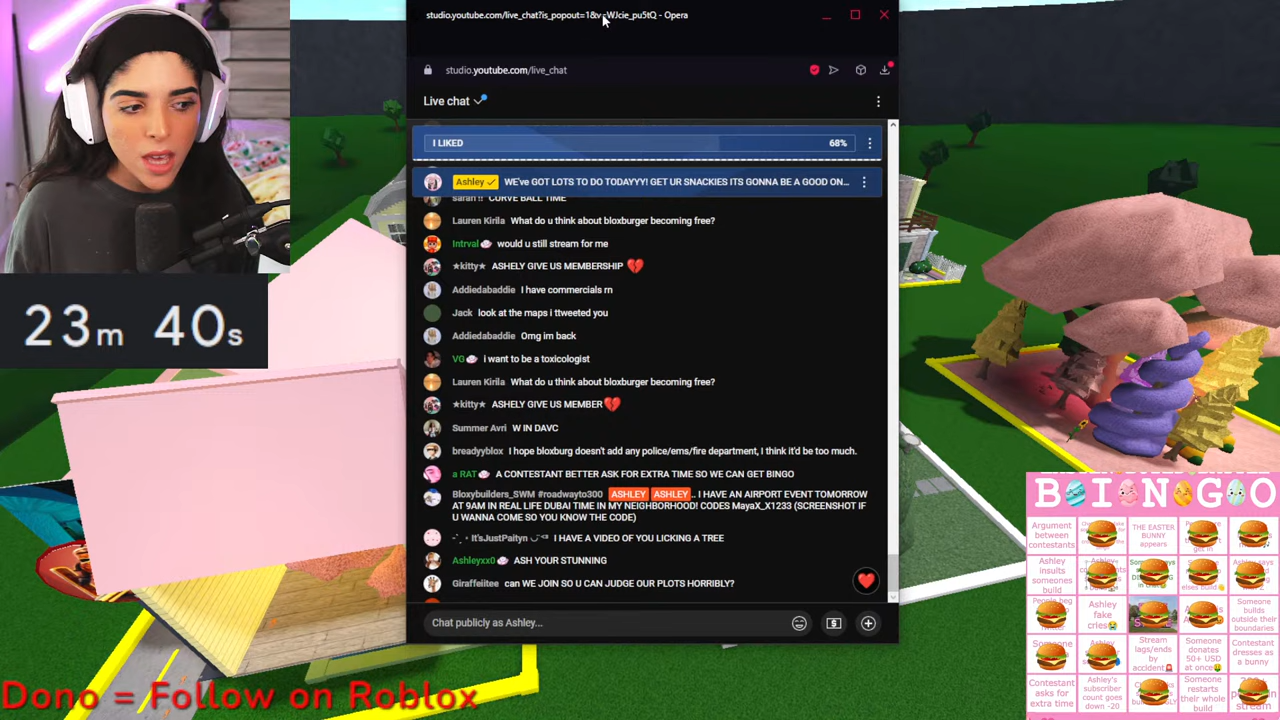 studio.youtube.com/live_chat?is_popout=1&v=WJcie_pu5tQ - Opera
studio.youtube.com/live_chat
Live chat
I LIKED 68%
Ashley WE've GOT LOTS TO DO TODAYYY! GET UR SNACKIES ITS GONNA BE A GOOD ON...
sarah !! CURVE BALL TIME
Lauren Kirila What do u think about bloxburger becoming free?
Intrval would u still stream for me
★kitty★ ASHELY GIVE US MEMBERSHIP 💔
Addiedabaddie I have commercials rn
Jack look at the maps i tweeted you
Addiedabaddie Omg im back
VG i want to be a toxicologist
Lauren Kirila What do u think about bloxburger becoming free?
★kitty★ ASHELY GIVE US MEMBER💔
Summer Avri W IN DAVC
breadyyblox I hope bloxburg doesn't add any police/ems/fire department, I think it'd be too much.
a RAT A CONTESTANT BETTER ASK FOR EXTRA TIME SO WE CAN GET BINGO
Bloxybuilders_SWM #roadwayto300 ASHLEY ASHLEY .. I HAVE AN AIRPORT EVENT TOMORROW
AT 9AM IN REAL LIFE DUBAI TIME IN MY NEIGHBORHOOD! CODES MayaX_X1233 (SCREENSHOT IF
U WANNA COME SO YOU KNOW THE CODE)
It'sJustPaityn I HAVE A VIDEO OF YOU LICKING A TREE
Ashleyxx0 ASH YOUR STUNNING
Giraffeiitee can WE JOIN SO U CAN JUDGE OUR PLOTS HORRIBLY?
Chat publicly as Ashley...
23m 40s
Dono = Follow on Roblox
BINGO
Argument
between
contestants
THE EASTER
BUNNY
appears
Ashley
insults
someones
build
People beg
Ashley
fake
cries😭
Someone
builds
outside their
boundaries
Someone
Stream
lags/ends
by
accident🚨
Someone
donates
50+ USD
at once🤑
Contestant
dresses as
a bunny
Contestant
asks for
extra time
Ashley's
subscriber
count goes
down -20
Someone
restarts
their whole
build
stream